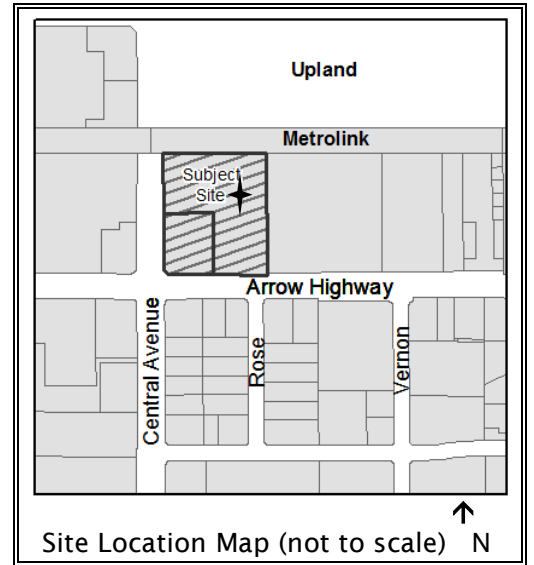 Upland
Metrolink
Subject
Site
Arrow Highway
Central Avenue
Rose
Vernon
Site Location Map (not to scale) N